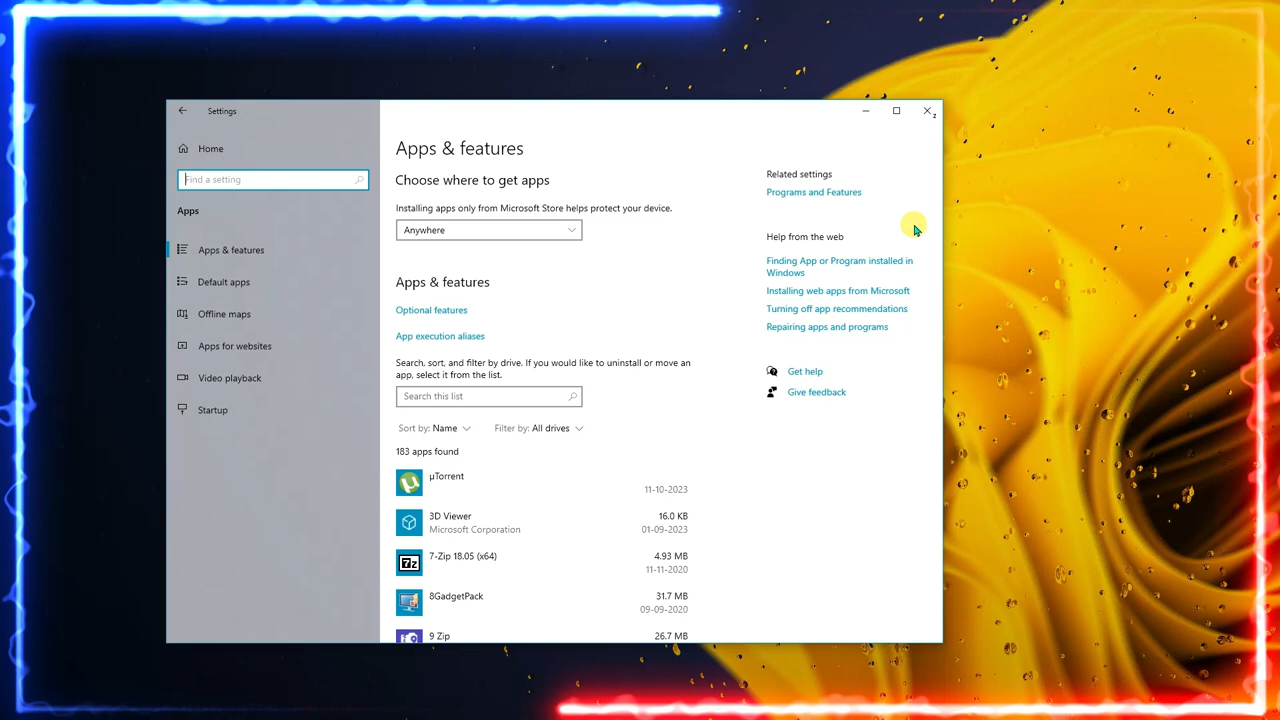 Settings
Home
Find a setting
Apps
Apps & features
Default apps
Offline maps
Apps for websites
Video playback
Startup
Apps & features
Choose where to get apps
Installing apps only from Microsoft Store helps protect your device.
Anywhere
Apps & features
Optional features
App execution aliases
Search, sort, and filter by drive. If you would like to uninstall or move an
app, select it from the list.
Search this list
Sort by: Name Filter by: All drives
183 apps found
µTorrent
11-10-2023
3D Viewer 16.0 KB
Microsoft Corporation 01-09-2023
7-Zip 18.05 (x64) 4.93 MB
11-11-2020
8GadgetPack 31.7 MB
09-09-2020
9 Zip 26.7 MB
Related settings
Programs and Features
Help from the web
Finding App or Program installed in
Windows
Installing web apps from Microsoft
Turning off app recommendations
Repairing apps and programs
Get help
Give feedback